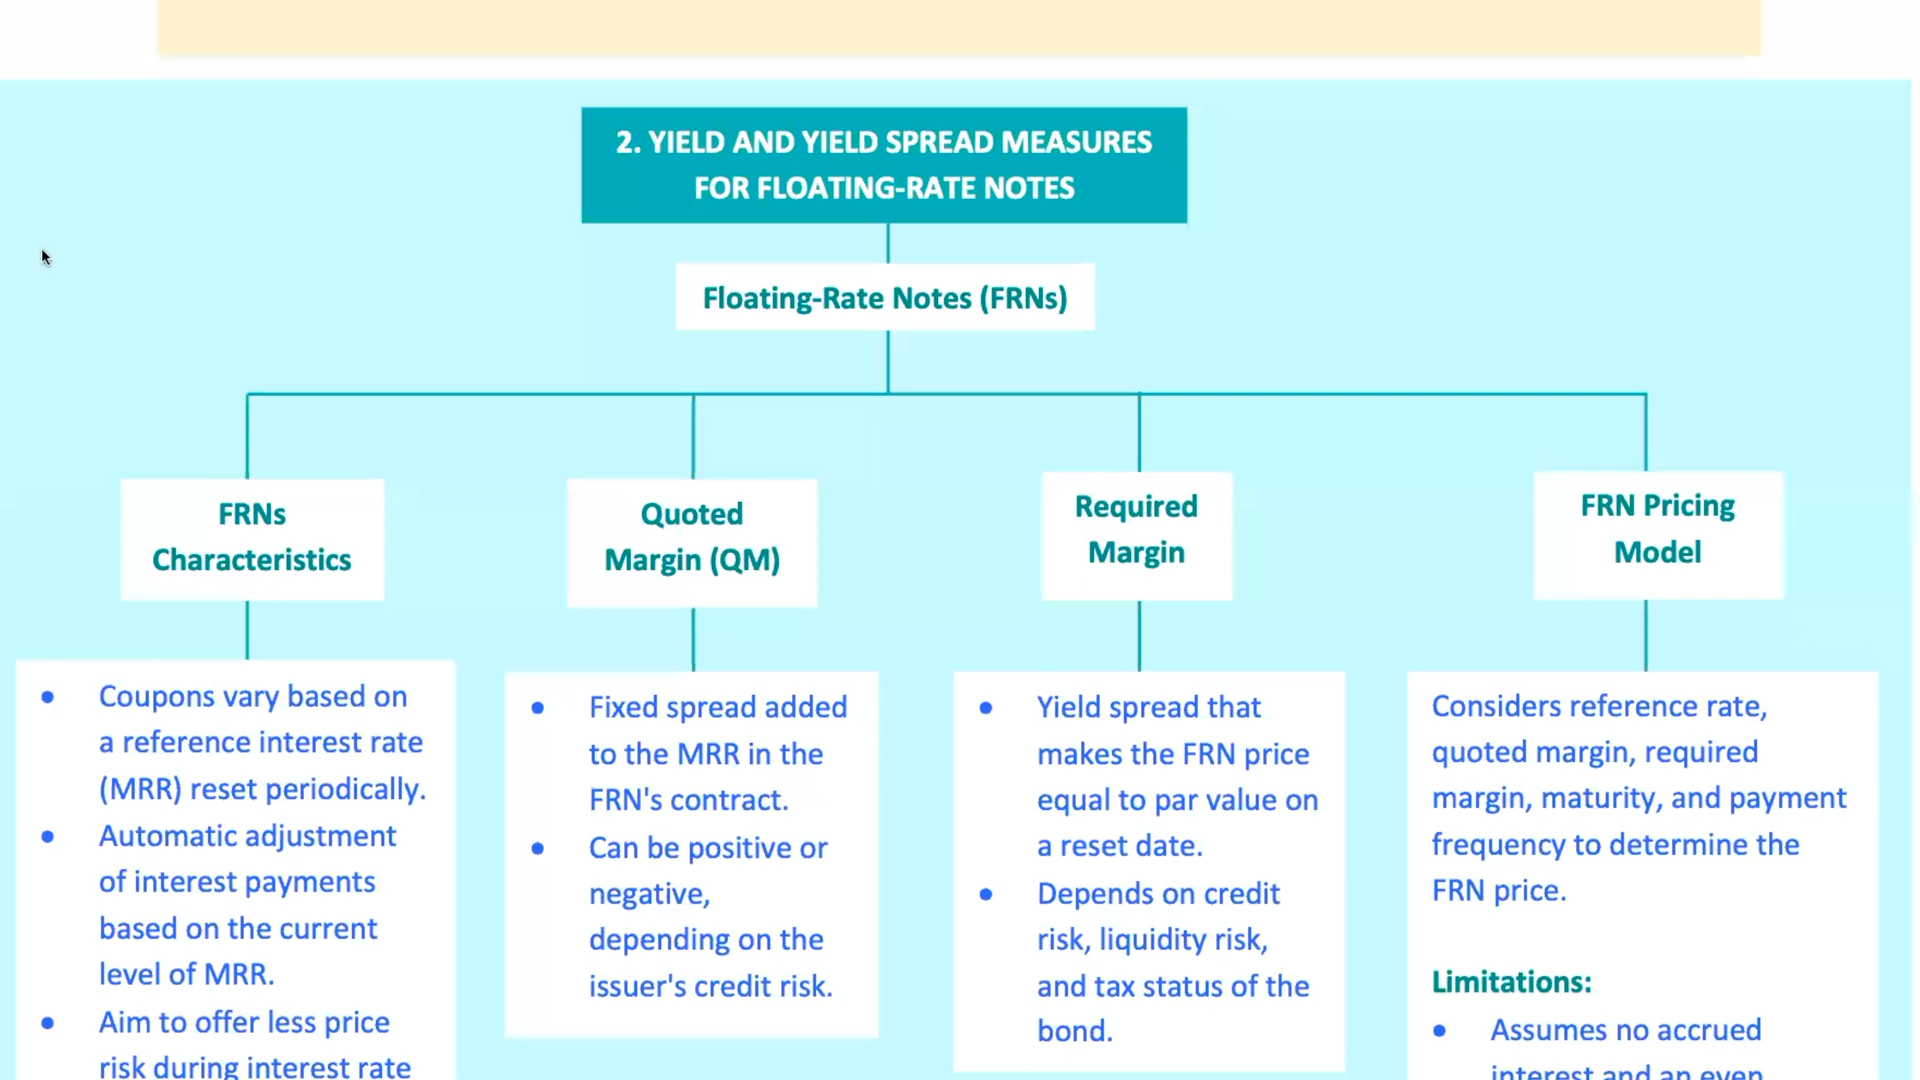 2. YIELD AND YIELD SPREAD MEASURES
FOR FLOATING-RATE NOTES
Floating-Rate Notes (FRNs)
FRNs
Characteristics
Quoted
Margin (QM)
Required
Margin
FRN Pricing
Model
• Coupons vary based on
a reference interest rate
(MRR) reset periodically.
• Automatic adjustment
of interest payments
based on the current
level of MRR.
• Aim to offer less price
risk during interest rate
• Fixed spread added
to the MRR in the
FRN's contract.
• Can be positive or
negative,
depending on the
issuer's credit risk.
• Yield spread that
makes the FRN price
equal to par value on
a reset date.
• Depends on credit
risk, liquidity risk,
and tax status of the
bond.
Considers reference rate,
quoted margin, required
margin, maturity, and payment
frequency to determine the
FRN price.
Limitations:
• Assumes no accrued
interest and an even